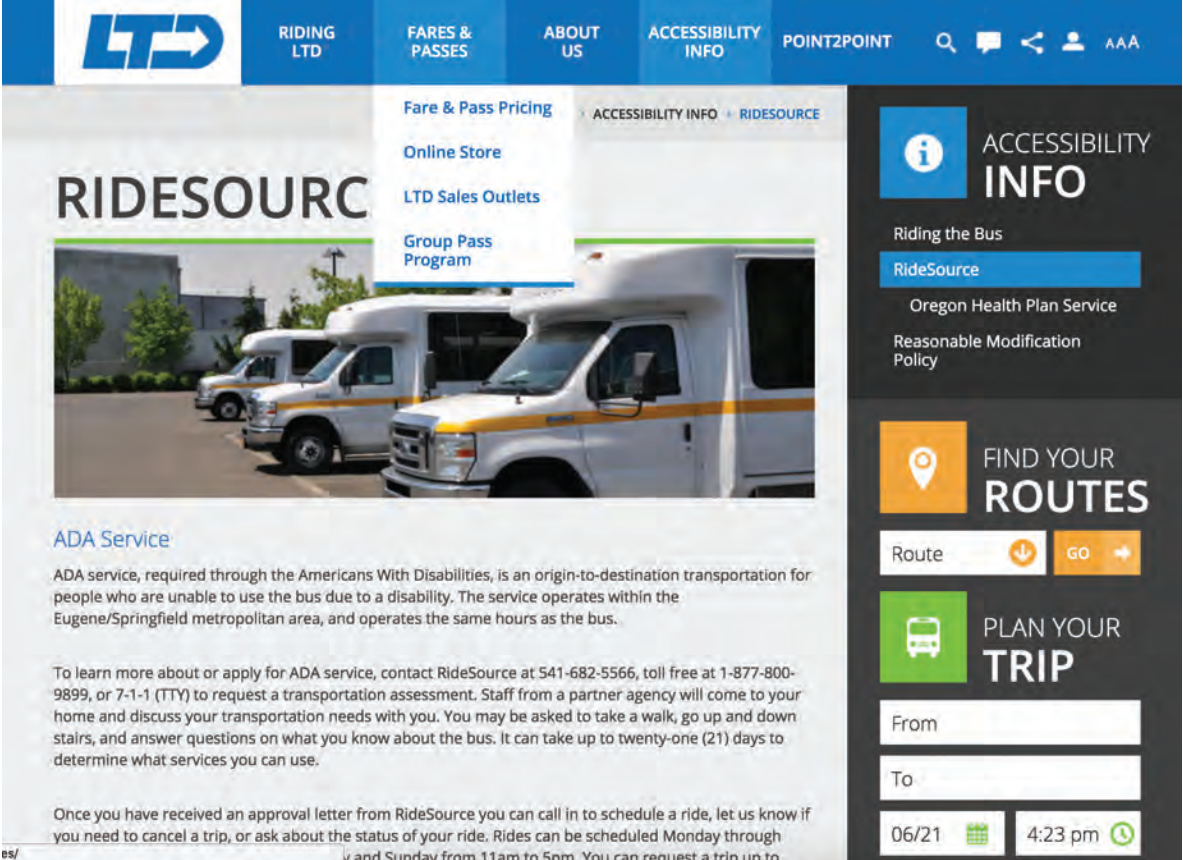 LTD
RIDING
LTD
FARES &
PASSES
ABOUT
US
ACCESSIBILITY
INFO
POINT2POINT
AAA
Fare & Pass Pricing
Online Store
LTD Sales Outlets
Group Pass
Program
ACCESSIBILITY INFO › RIDESOURCE
RIDESOURC
ADA Service
ADA service, required through the Americans With Disabilities, is an origin-to-destination transportation for
people who are unable to use the bus due to a disability. The service operates within the
Eugene/Springfield metropolitan area, and operates the same hours as the bus.
To learn more about or apply for ADA service, contact RideSource at 541-682-5566, toll free at 1-877-800-
9899, or 7-1-1 (TTY) to request a transportation assessment. Staff from a partner agency will come to your
home and discuss your transportation needs with you. You may be asked to take a walk, go up and down
stairs, and answer questions on what you know about the bus. It can take up to twenty-one (21) days to
determine what services you can use.
Once you have received an approval letter from RideSource you can call in to schedule a ride, let us know if
you need to cancel a trip, or ask about the status of your ride. Rides can be scheduled Monday through
and Sunday from 11am to 5pm. You can request a trip up to
es/
ACCESSIBILITY
INFO
Riding the Bus
RideSource
Oregon Health Plan Service
Reasonable Modification
Policy
FIND YOUR
ROUTES
Route
GO
PLAN YOUR
TRIP
From
To
06/21
4:23 pm